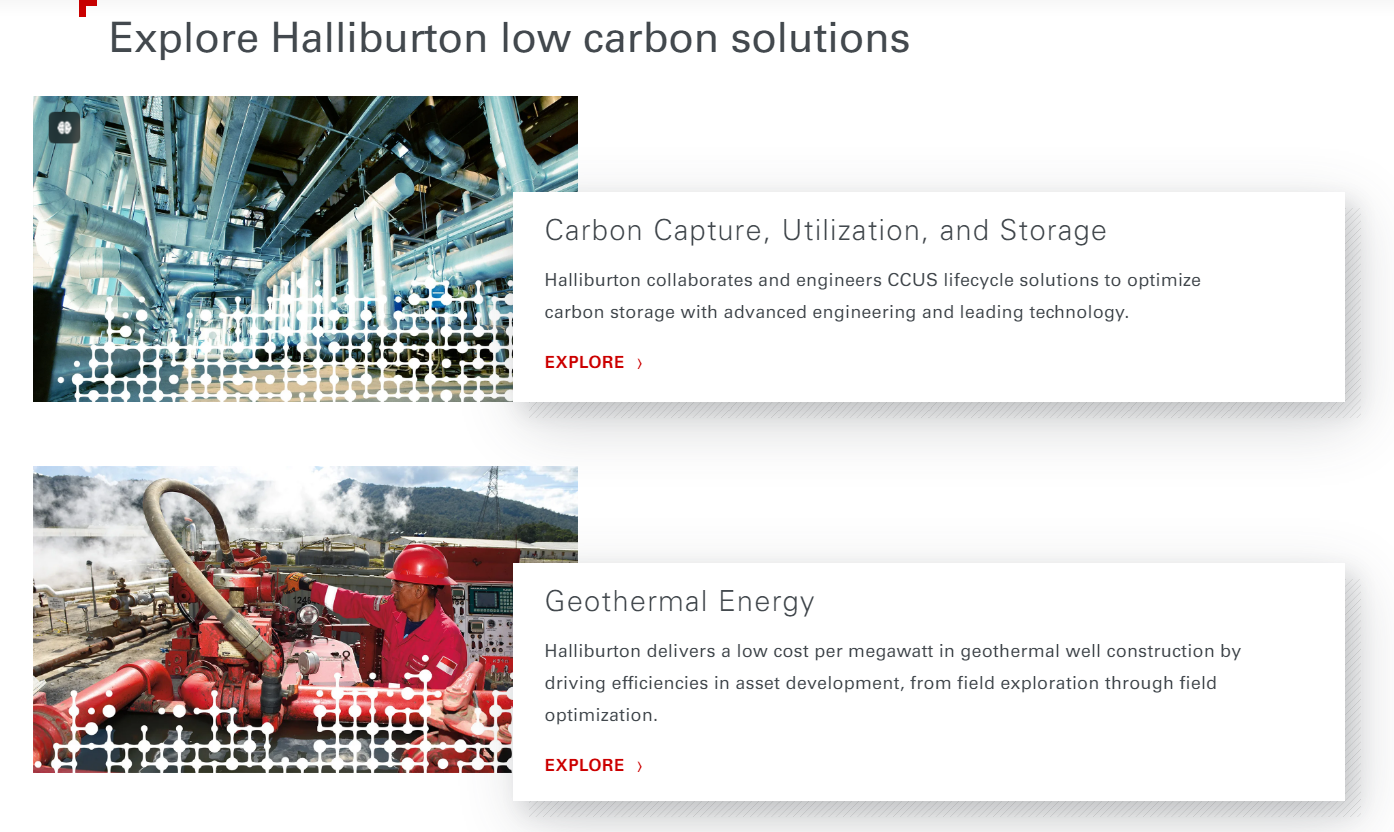 Explore Halliburton low carbon solutions
Carbon Capture, Utilization, and Storage
Halliburton collaborates and engineers CCUS lifecycle solutions to optimize
carbon storage with advanced engineering and leading technology.
EXPLORE
Geothermal Energy
Halliburton delivers a low cost per megawatt in geothermal well construction by
driving efficiencies in asset development, from field exploration through field
optimization.
EXPLORE